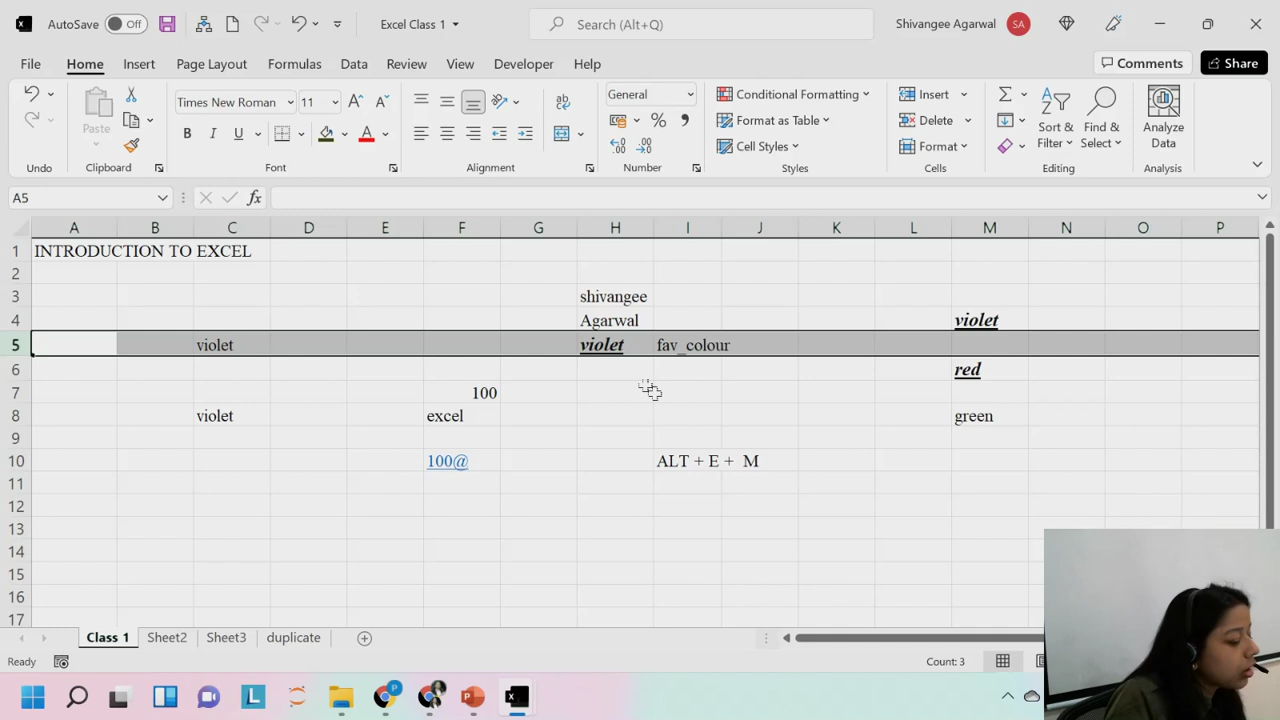 AutoSave Off Excel Class 1 Search (Alt+Q) Shivangee Agarwal SA
File Home Insert Page Layout Formulas Data Review View Developer Help Comments Share
Paste Times New Roman 11 General Conditional Formatting Insert
B I U A Format as Table Delete
Cell Styles Format
Sort & Filter Find & Select Analyze Data
Undo Clipboard Font Alignment Number Styles Cells Editing Analysis
A5 fx
A B C D E F G H I J K L M N O P
1 INTRODUCTION TO EXCEL
2
3 shivangee
4 Agarwal violet
5 violet violet fav_colour
6 red
7 100
8 violet excel green
9
10 100@ ALT + E + M
11
12
13
14
15
16
17
Class 1 Sheet2 Sheet3 duplicate
Ready Count: 3